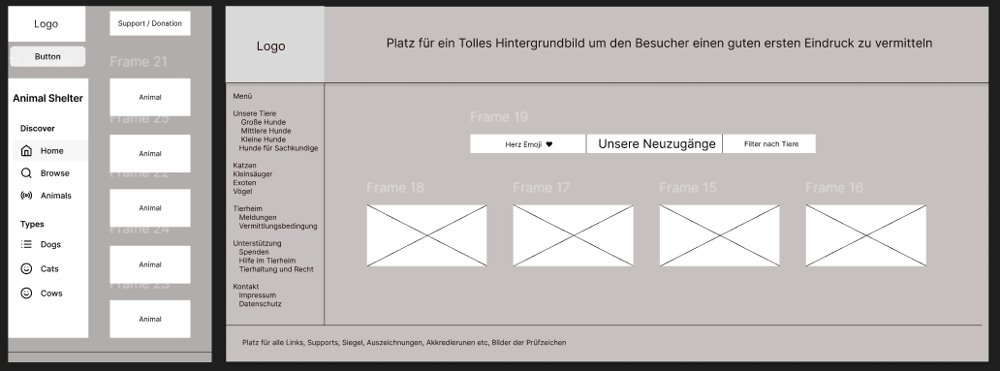 Logo
Button
Animal Shelter
Discover
Home
Browse
Animals
Types
Dogs
Cats
Cows
Support / Donation
Frame 21
Animal
Frame 25
Animal
Frame 22
Animal
Frame 24
Animal
Frame 23
Animal
Logo
Platz für ein Tolles Hintergrundbild um den Besucher einen guten ersten Eindruck zu vermitteln
Menü
Unsere Tiere
Große Hunde
Mittlere Hunde
Kleine Hunde
Hunde für Sachkundige
Katzen
Kleinsäuger
Exoten
Vögel
Tierheim
Meldungen
Vermittlungsbedingung
Unterstützung
Spenden
Hilfe im Tierheim
Tierhaltung und Recht
Kontakt
Impressum
Datenschutz
Frame 19
Herz Emoji ♥
Unsere Neuzugänge
Filter nach Tiere
Frame 18
Frame 17
Frame 15
Frame 16
Platz für alle Links, Supports, Siegel, Auszeichnungen, Akkredierunen etc, Bilder der Prüfzeichen